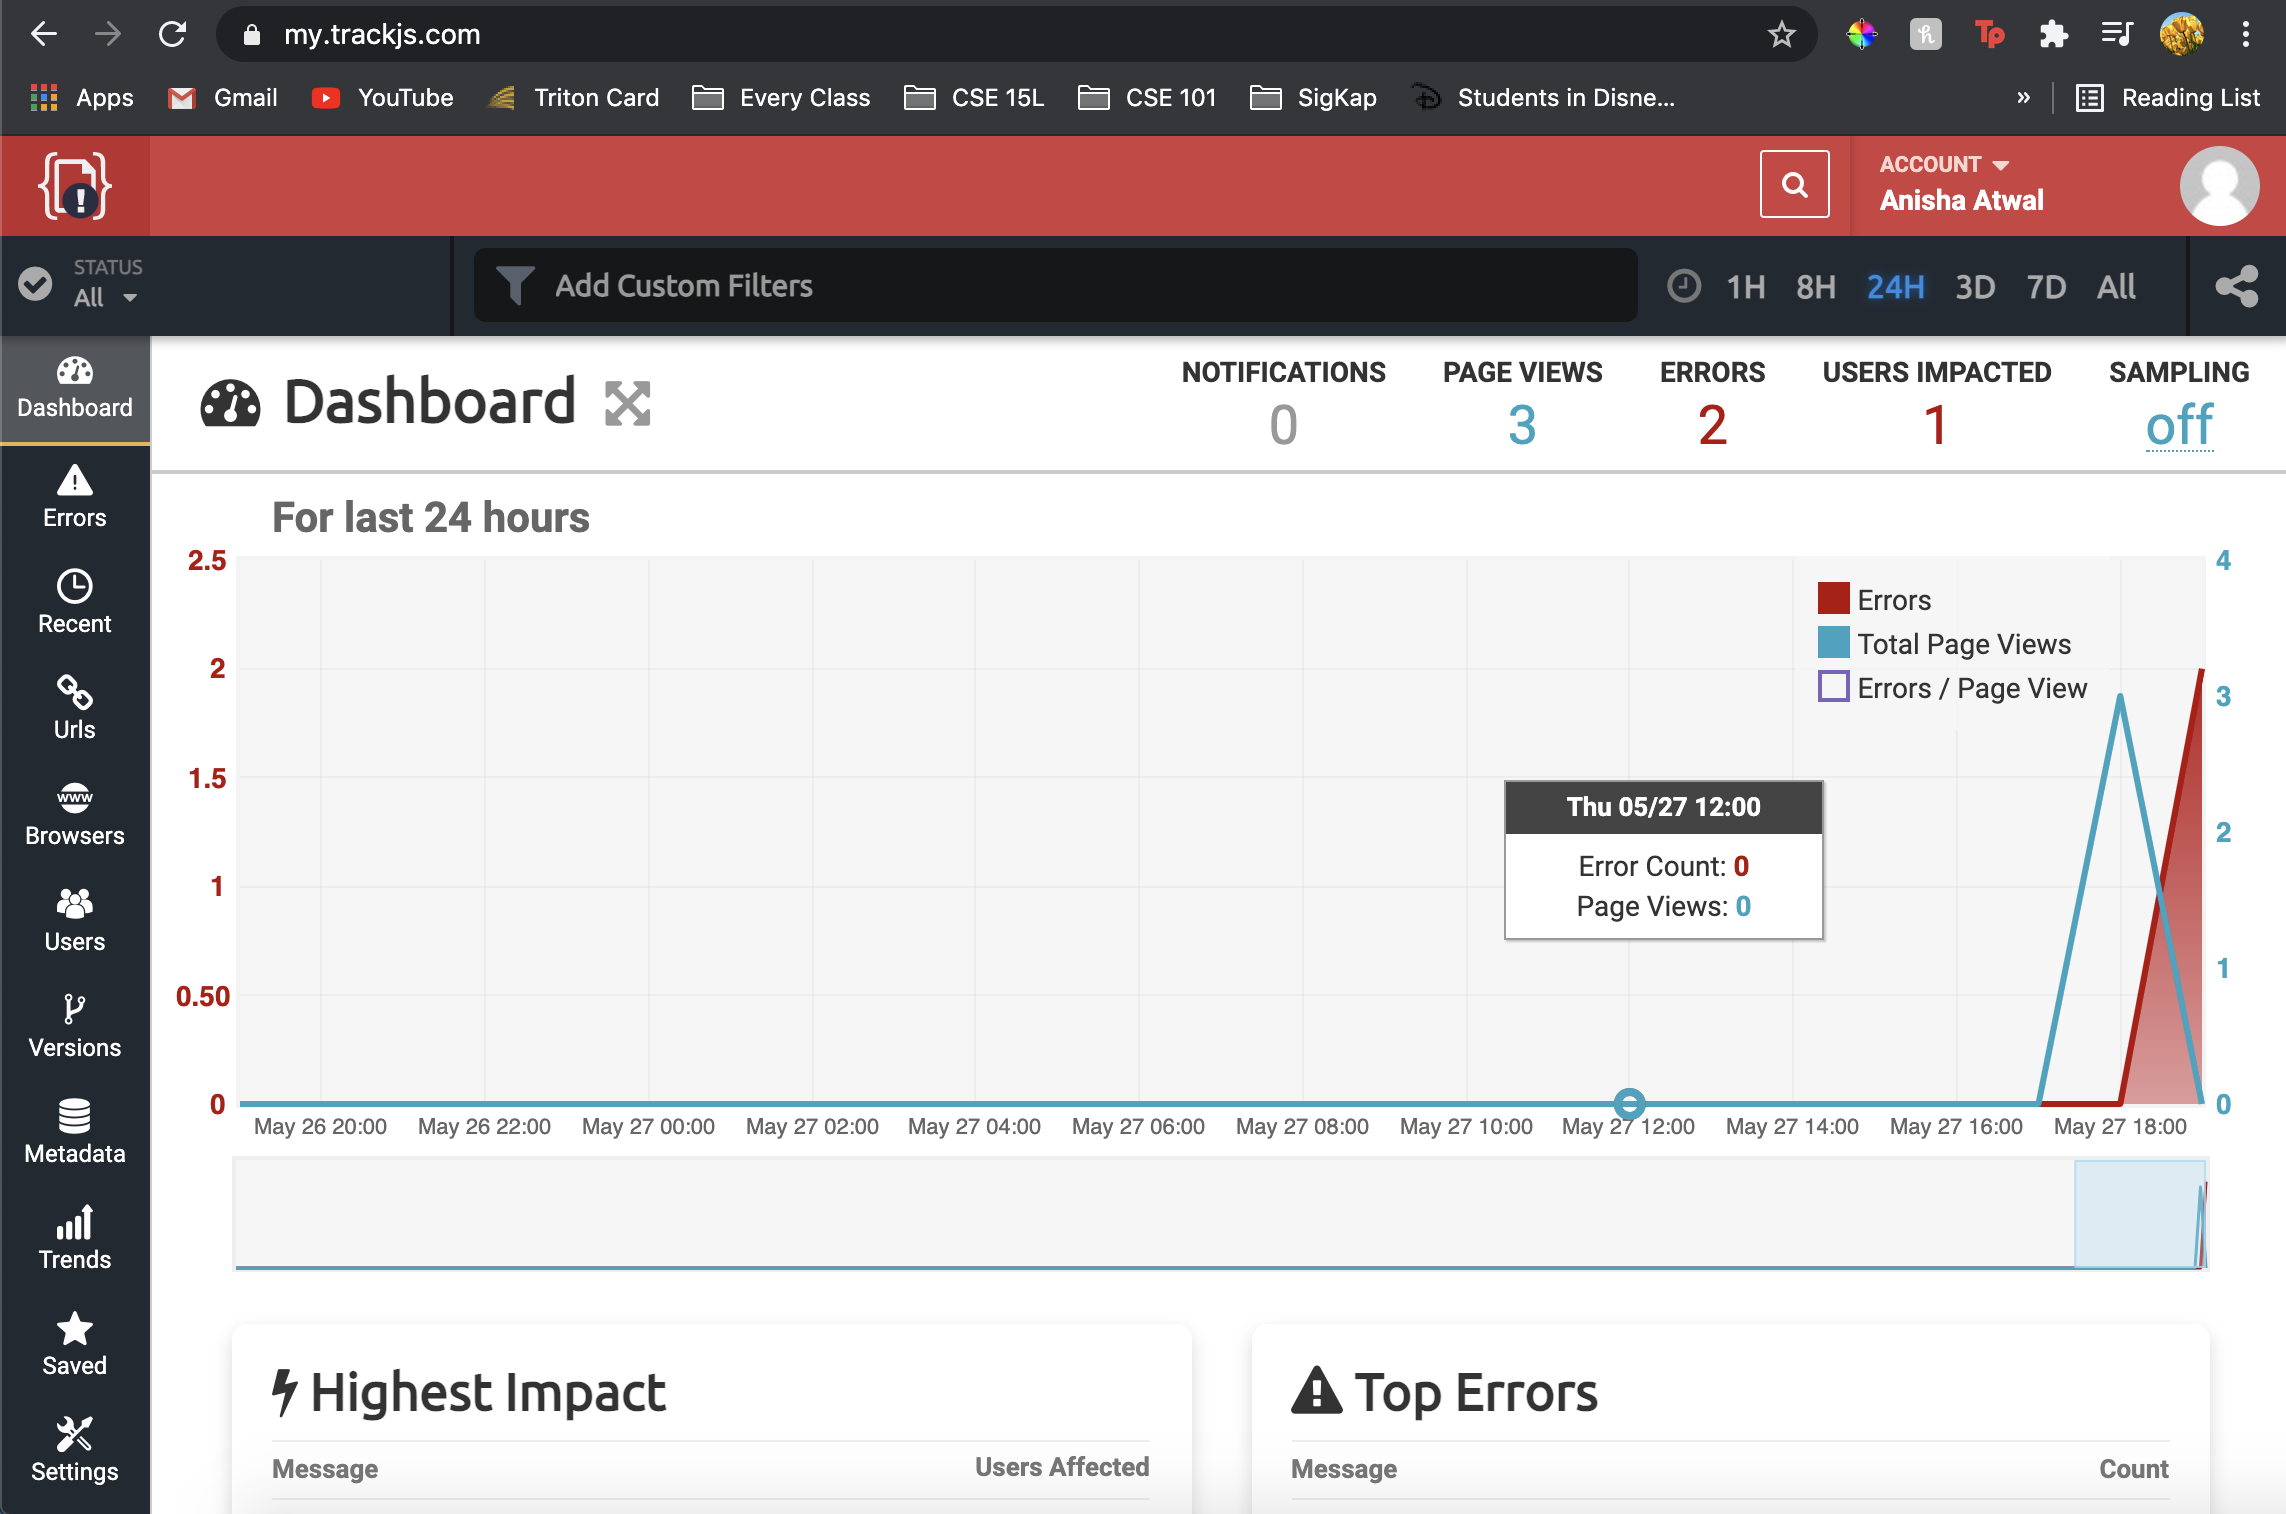 my.trackjs.com
Apps Gmail YouTube Triton Card Every Class CSE 15L CSE 101 SigKap Students in Disne... » Reading List
ACCOUNT
Anisha Atwal
STATUS
All
Add Custom Filters
1H 8H 24H 3D 7D All
Dashboard
Errors
Recent
Urls
www
Browsers
Users
Versions
Metadata
Trends
Saved
Settings
Dashboard
NOTIFICATIONS
0
PAGE VIEWS
3
ERRORS
2
USERS IMPACTED
1
SAMPLING
off
For last 24 hours
2.5
2
1.5
1
0.50
0
4
3
2
1
0
Errors
Total Page Views
Errors / Page View
Thu 05/27 12:00
Error Count: 0
Page Views: 0
May 26 20:00 May 26 22:00 May 27 00:00 May 27 02:00 May 27 04:00 May 27 06:00 May 27 08:00 May 27 10:00 May 27 12:00 May 27 14:00 May 27 16:00 May 27 18:00
Highest Impact
Message Users Affected
Top Errors
Message Count